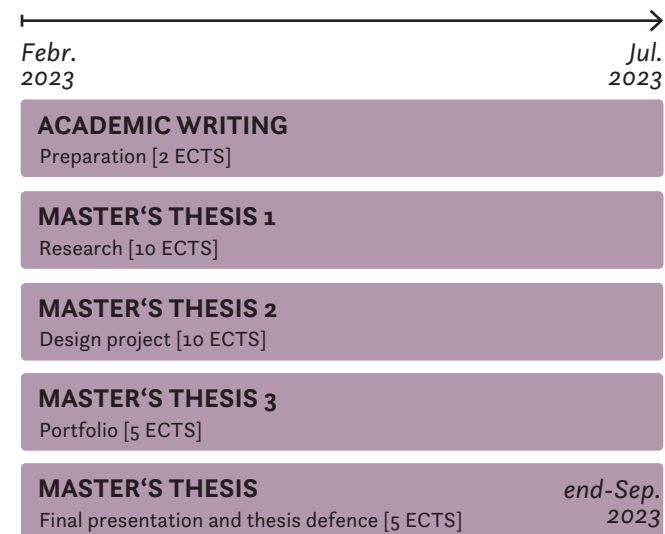 Febr.
2023
Jul.
2023
ACADEMIC WRITING
Preparation [2 ECTS]
MASTER‘S THESIS 1
Research [10 ECTS]
MASTER‘S THESIS 2
Design project [10 ECTS]
MASTER‘S THESIS 3
Portfolio [5 ECTS]
MASTER‘S THESIS
Final presentation and thesis defence [5 ECTS]
end-Sep.
2023